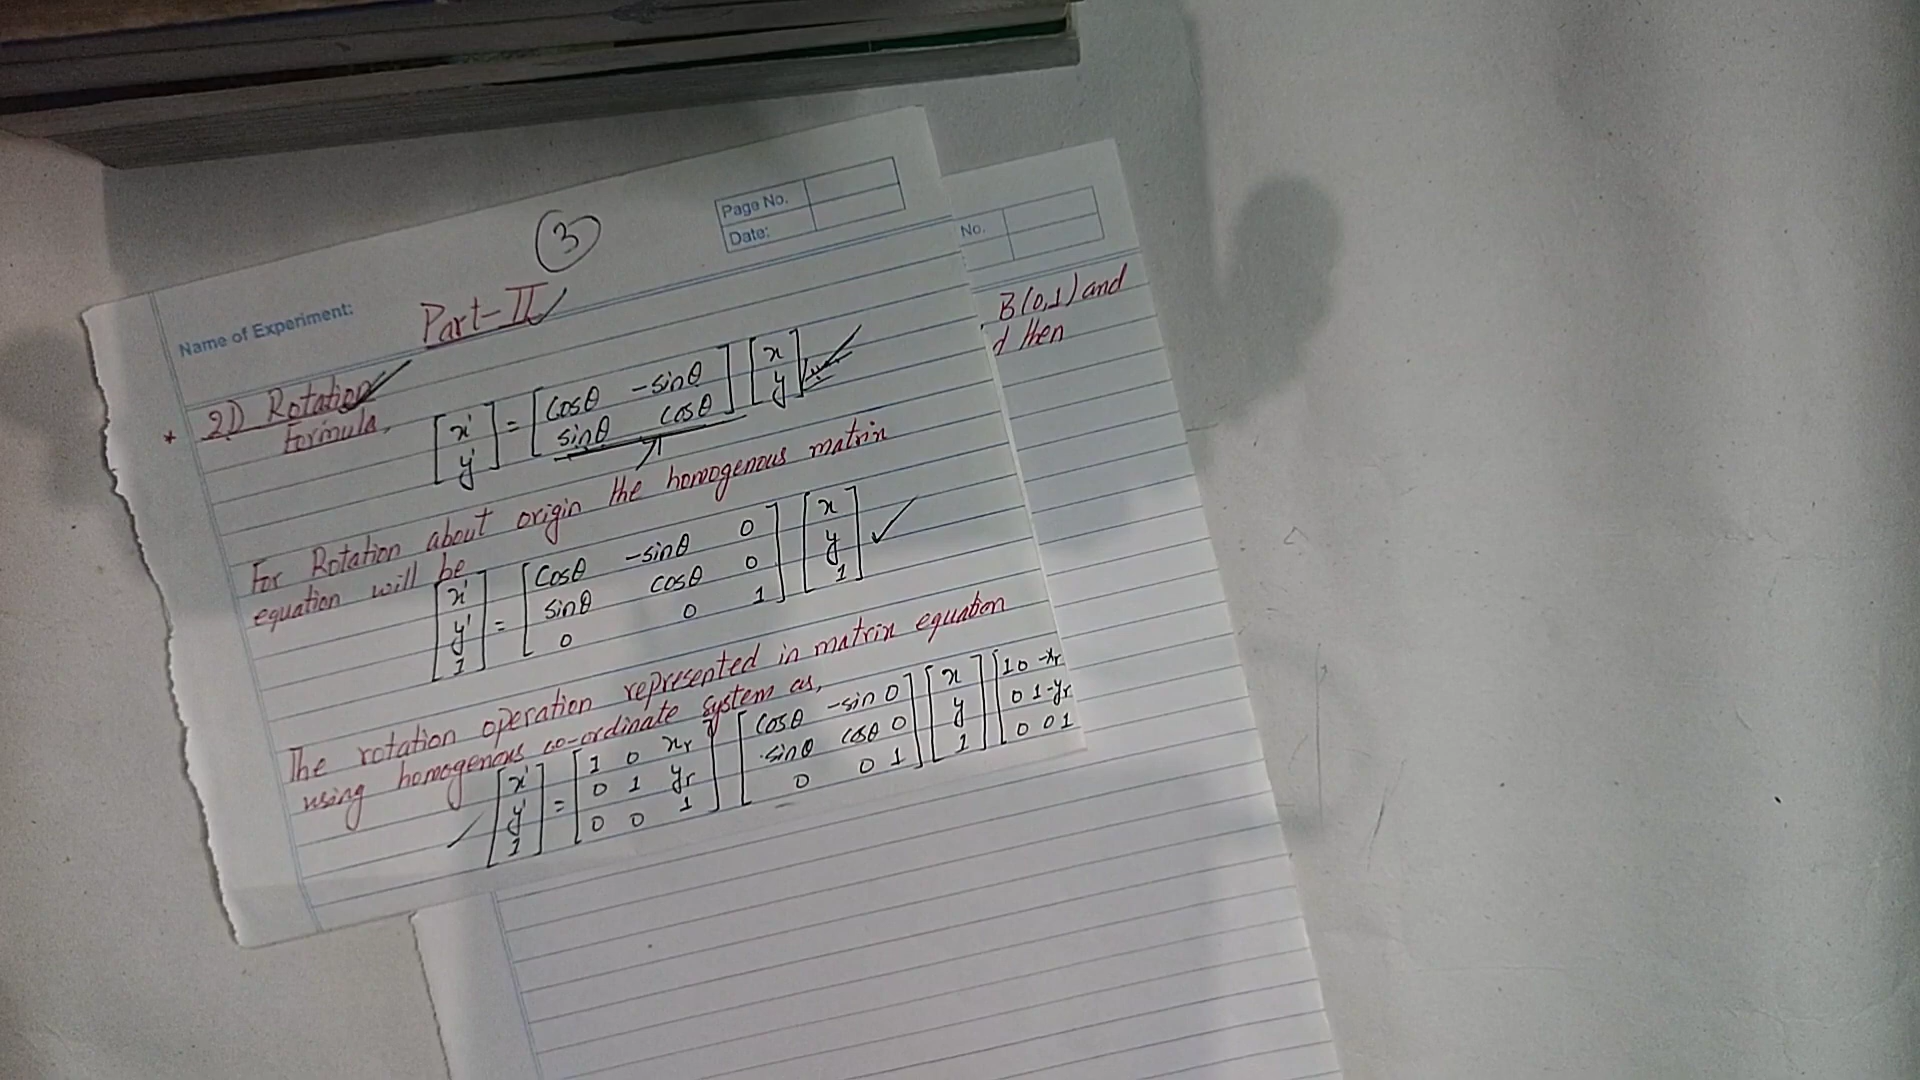 3
Page No.
Date:
Name of Experiment:
Part-II
* 2D Rotation
Formula,
[x' y'] = [cosθ -sinθ
sinθ cosθ] [x y]
For Rotation about origin the homogenous matrix
equation will be
[x' y' 1] = [cosθ -sinθ 0
sinθ cosθ 0
0 0 1] [x y 1]
The rotation operation represented in matrix equation
using homogenous co-ordinate system as,
[x' y' 1] = [1 0 xr
0 1 yr
0 0 1] [cosθ -sin 0
sinθ cosθ 0
0 0 1] [x y 1] [1 0 -xr
0 1 -yr
0 0 1
No.
B(0,1) and
d then